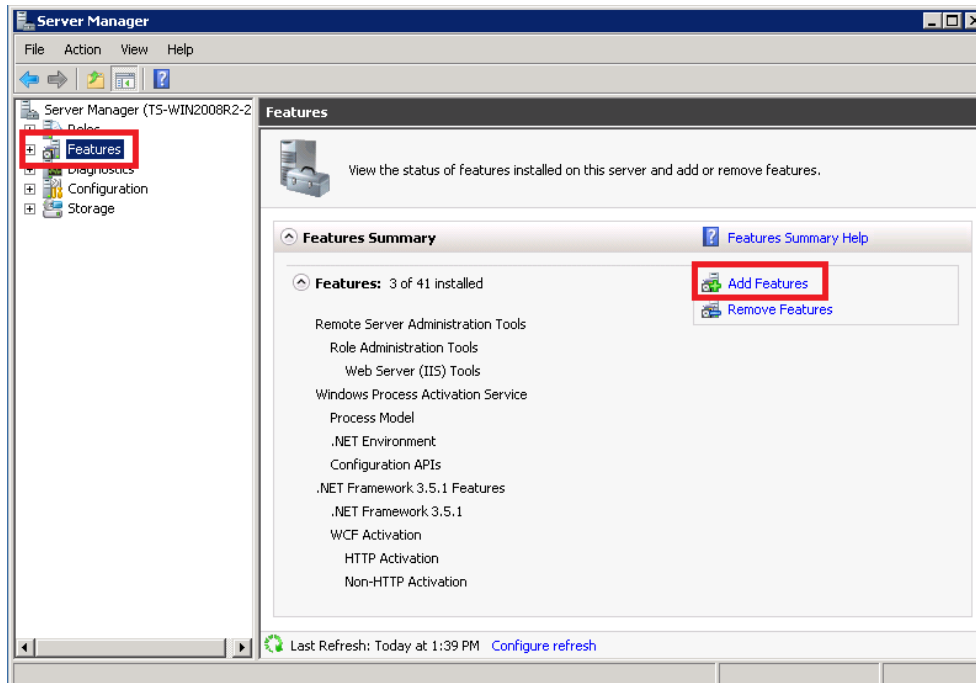 Server Manager
File Action View Help
Server Manager (TS-WIN2008R2-2
Roles
Features
Diagnostics
Configuration
Storage
Features
View the status of features installed on this server and add or remove features.
Features Summary
Features Summary Help
Features: 3 of 41 installed
Add Features
Remove Features
Remote Server Administration Tools
Role Administration Tools
Web Server (IIS) Tools
Windows Process Activation Service
Process Model
.NET Environment
Configuration APIs
.NET Framework 3.5.1 Features
.NET Framework 3.5.1
WCF Activation
HTTP Activation
Non-HTTP Activation
Last Refresh: Today at 1:39 PM Configure refresh